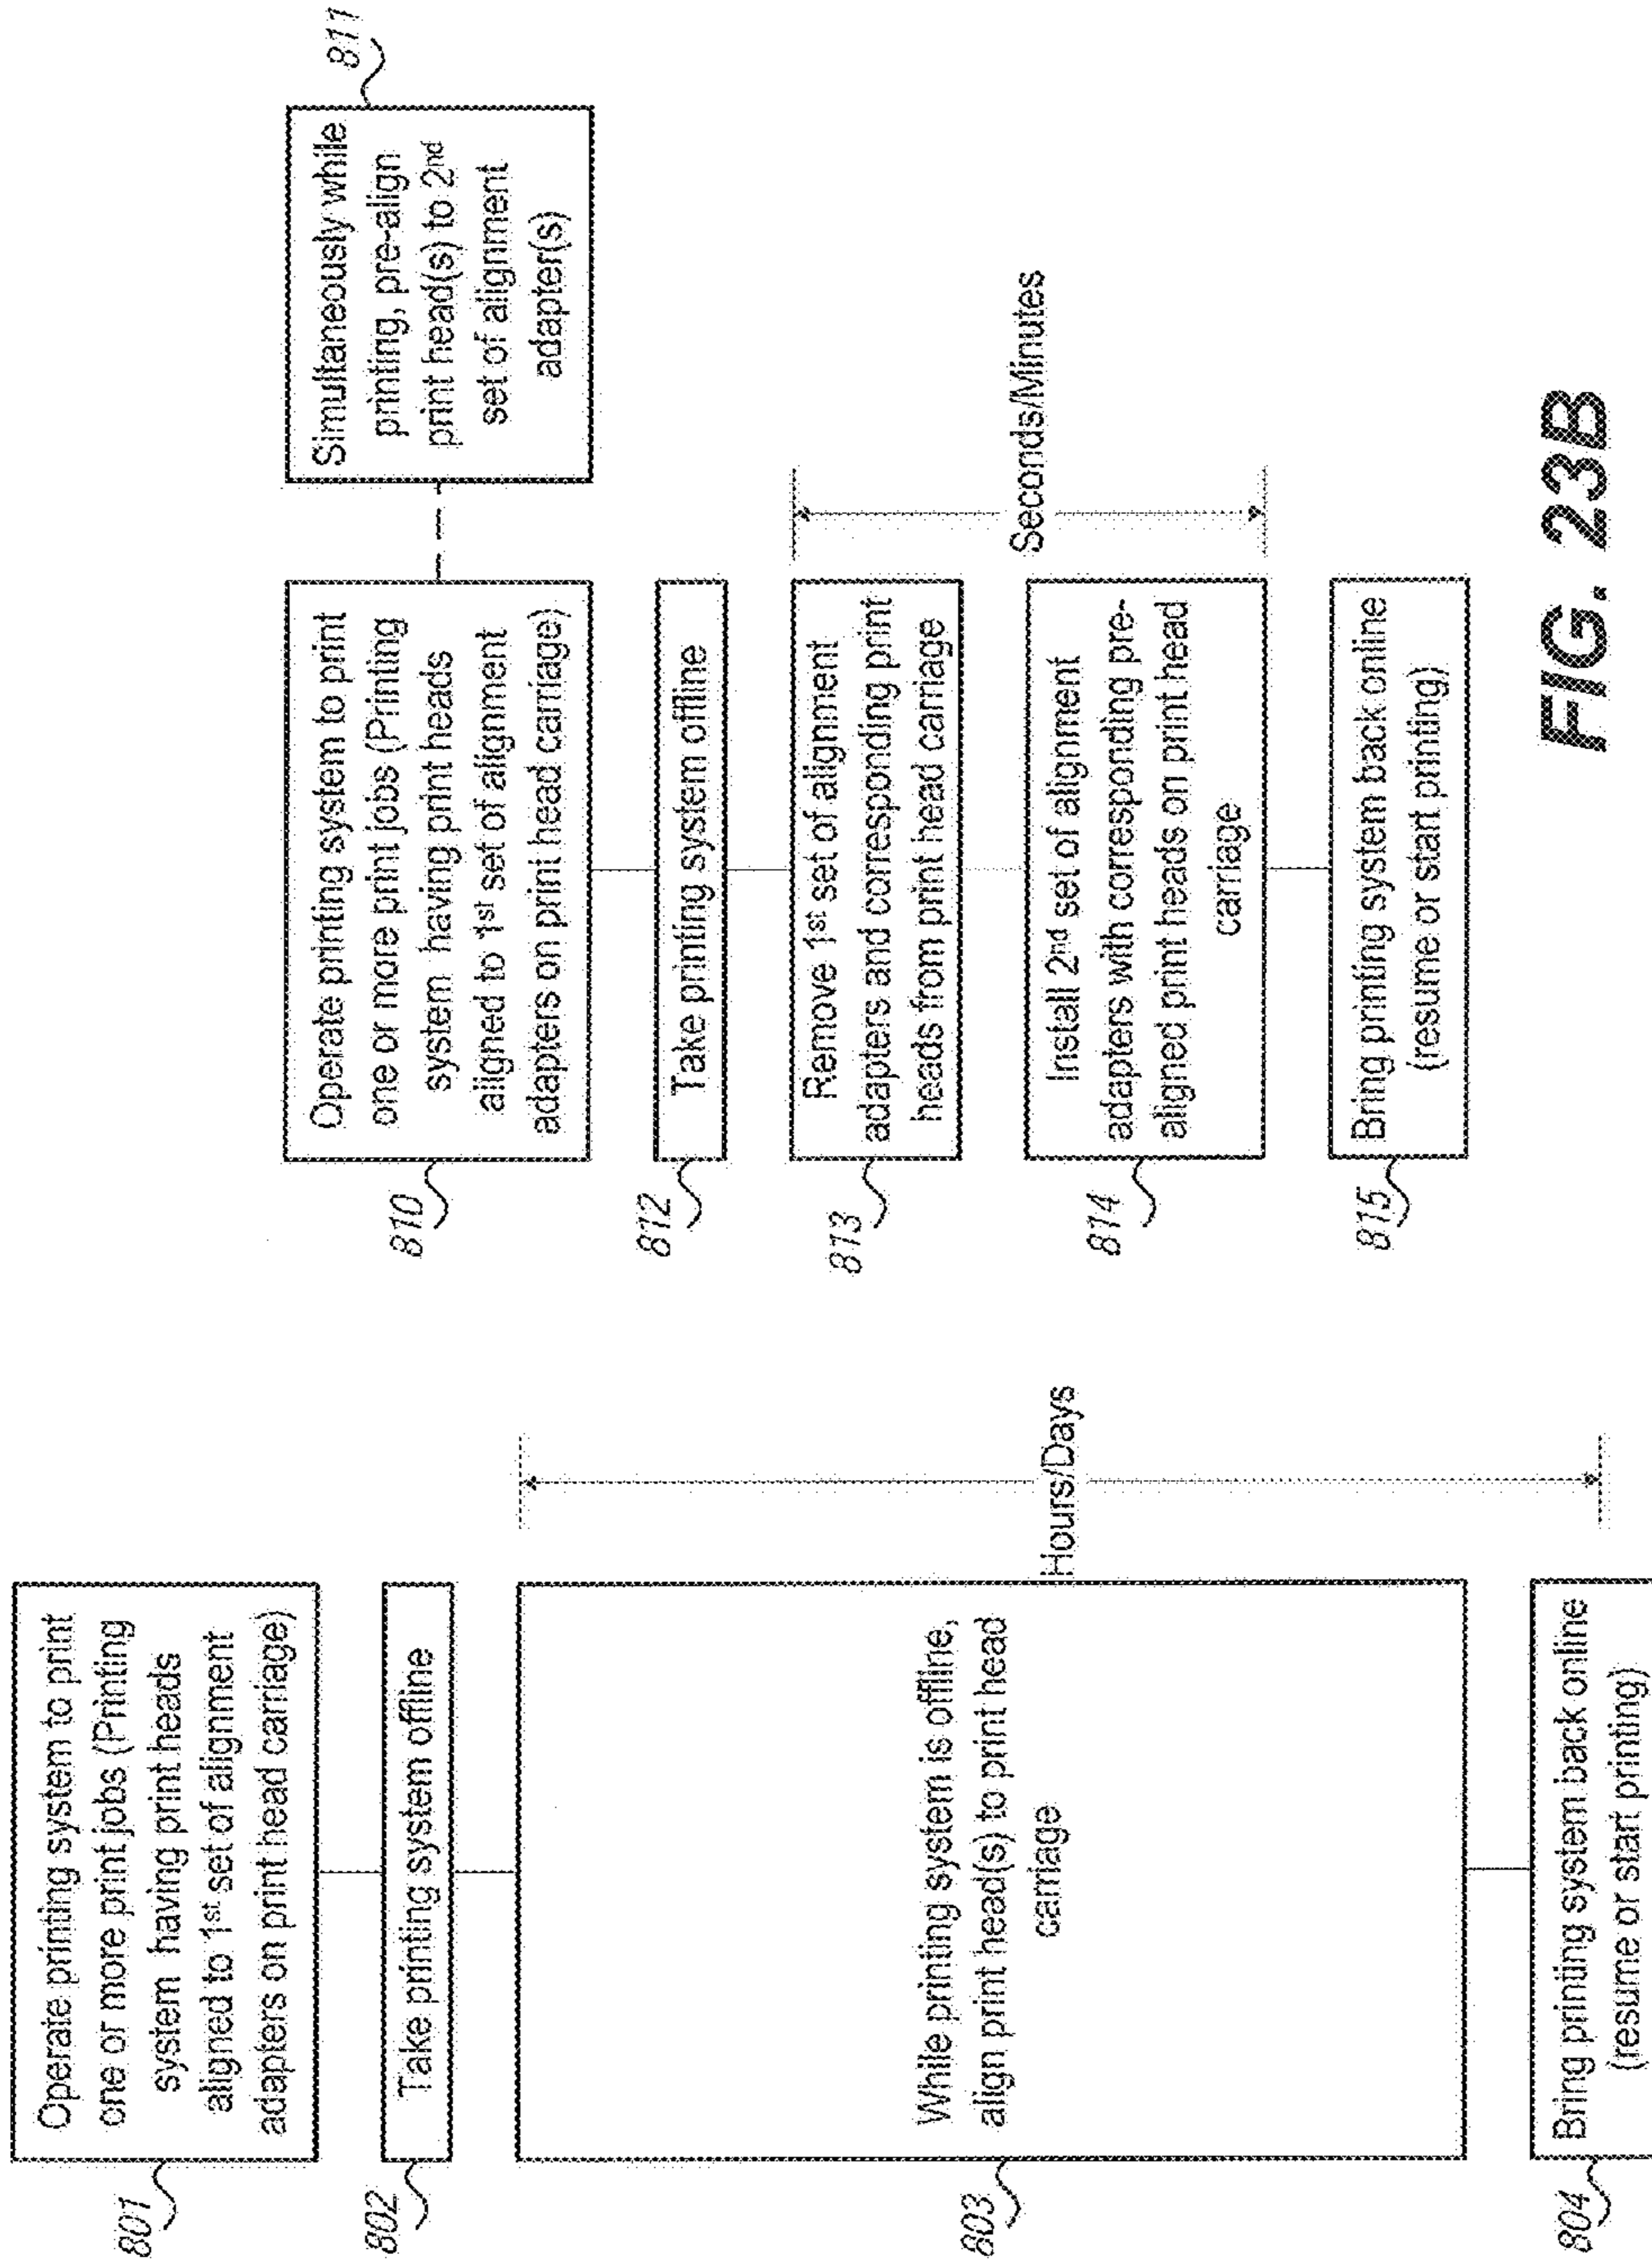 801
Operate printing system to print
one or more print jobs (Printing
system having print heads
aligned to 1st set of alignment
adapters on print head carriage)
802
Take printing system offline
803
While printing system is offline,
align print head(s) to print head
carriage
Hours/Days
804
Bring printing system back online
(resume or start printing)
810
Operate printing system to print
one or more print jobs (Printing
system having print heads
aligned to 1st set of alignment
adapters on print head carriage)
811
Simultaneously while
printing, pre-align
print head(s) to 2nd
set of alignment
adapter(s)
812
Take printing system offline
813
Remove 1st set of alignment
adapters and corresponding print
heads from print head carriage
814
Install 2nd set of alignment
adapters with corresponding pre-
aligned print heads on print head
carriage
Seconds/Minutes
815
Bring printing system back online
(resume or start printing)
FIG. 23B